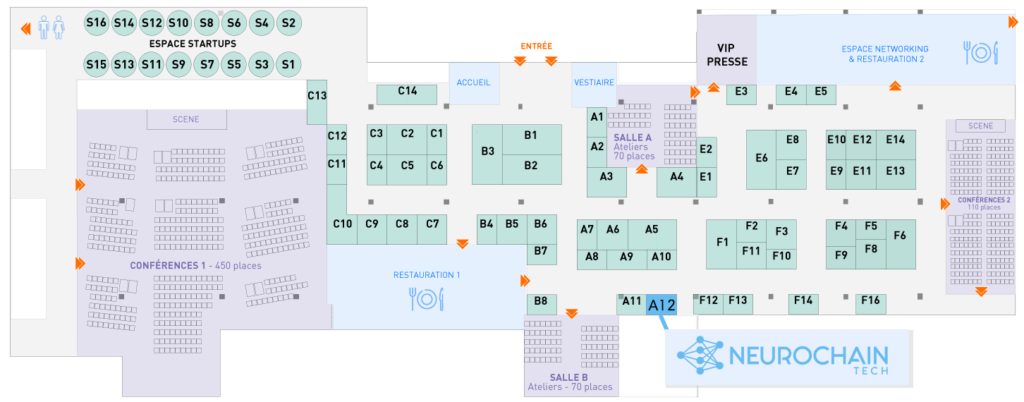 S16 S14 S12 S10 S8 S6 S4 S2
ESPACE STARTUPS
S15 S13 S11 S9 S7 S5 S3 S1
ENTRÉE
ACCUEIL
VESTIAIRE
VIP
PRESSE
ESPACE NETWORKING
& RESTAURATION 2
C13
C14
E3
E4 E5
SCENE
C12
C11
C3 C2 C1
C4 C5 C6
B3
B1
B2
A1
A2
A3
SALLE A
Ateliers
70 places
A4
E2
E1
E6
E8
E7
E10 E12 E14
E9 E11 E13
SCENE
CONFÉRENCES 2
110 places
C10 C9 C8 C7
B4 B5 B6
B7
A7 A6 A5
A8 A9 A10
F1
F2
F3
F11
F10
F4 F5
F6
F9
F8
CONFÉRENCES 1 - 450 places
RESTAURATION 1
B8
A11
A12
F12 F13
F14
F16
NEUROCHAIN
TECH
SALLE B
Ateliers - 70 places